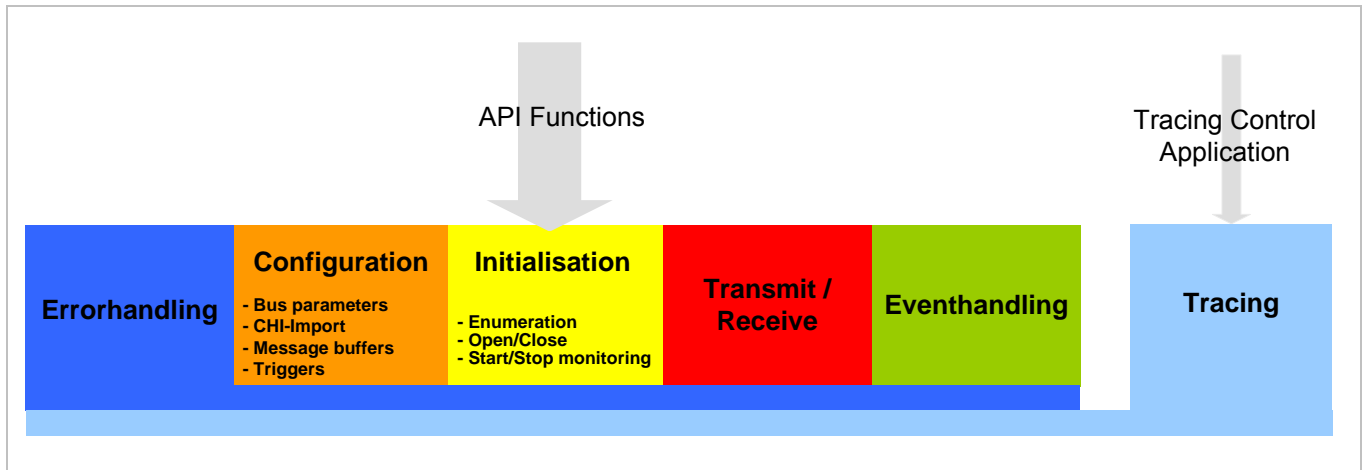 API Functions
Tracing Control
Application
Errorhandling
Configuration
- Bus parameters
- CHI-Import
- Message buffers
- Triggers
Initialisation
- Enumeration
- Open/Close
- Start/Stop monitoring
Transmit /
Receive
Eventhandling
Tracing